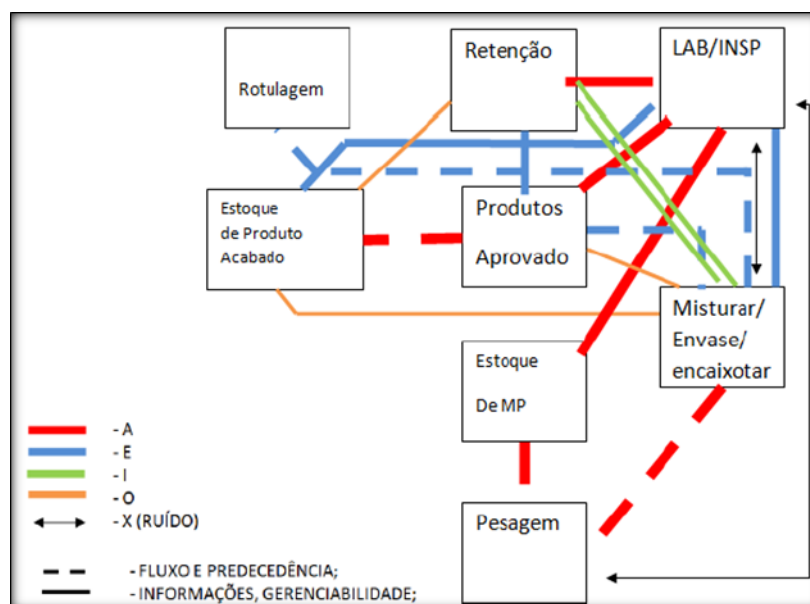 Rotulagem
Retenção
LAB/INSP
Estoque
de Produto
Acabado
Produtos
Aprovado
Misturar/
Envase/
encaixotar
Estoque
De MP
Pesagem
- A
- E
- I
- O
- X (RUÍDO)
- FLUXO E PREDECEDÊNCIA;
- INFORMAÇÕES, GERENCIABILIDADE;